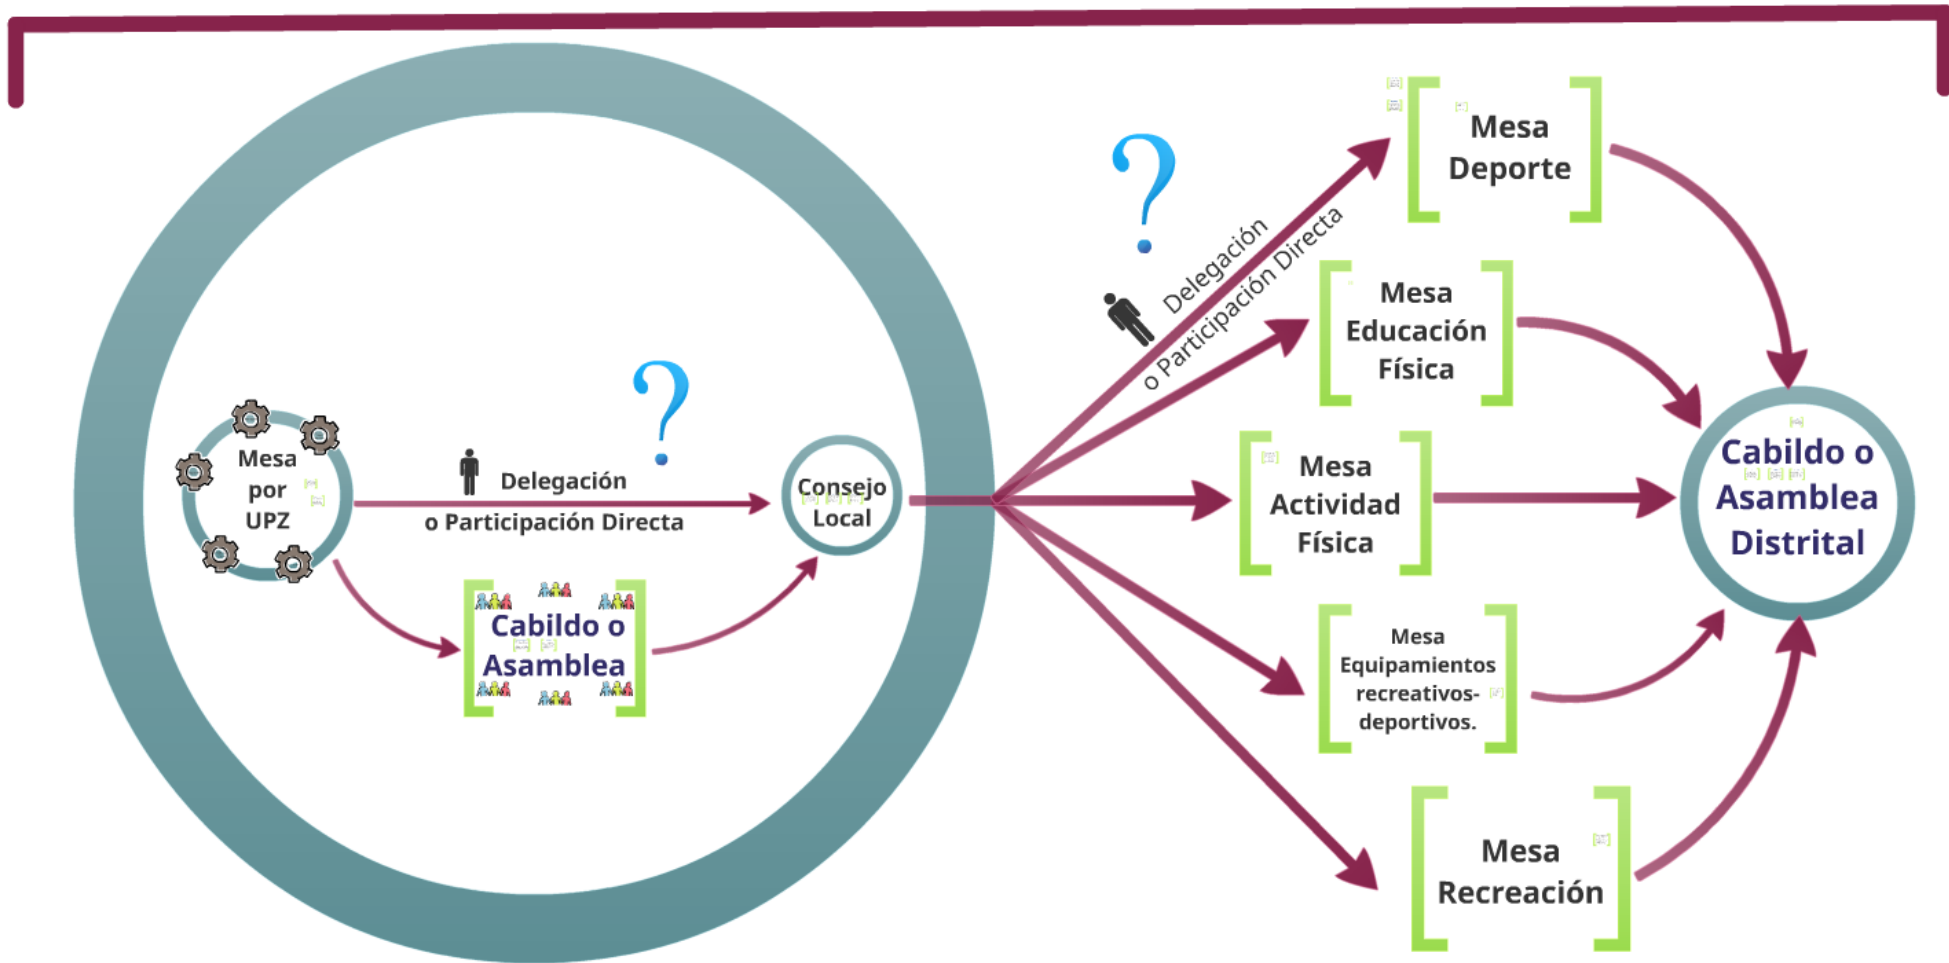 Mesa
por
UPZ
?
Delegación
o Participación Directa
Cabildo o
Asamblea
Consejo
Local
?
Delegación
o Participación Directa
Mesa
Deporte
Mesa
Educación
Física
Mesa
Actividad
Física
Mesa
Equipamientos
recreativos-
deportivos.
Mesa
Recreación
Cabildo o
Asamblea
Distrital